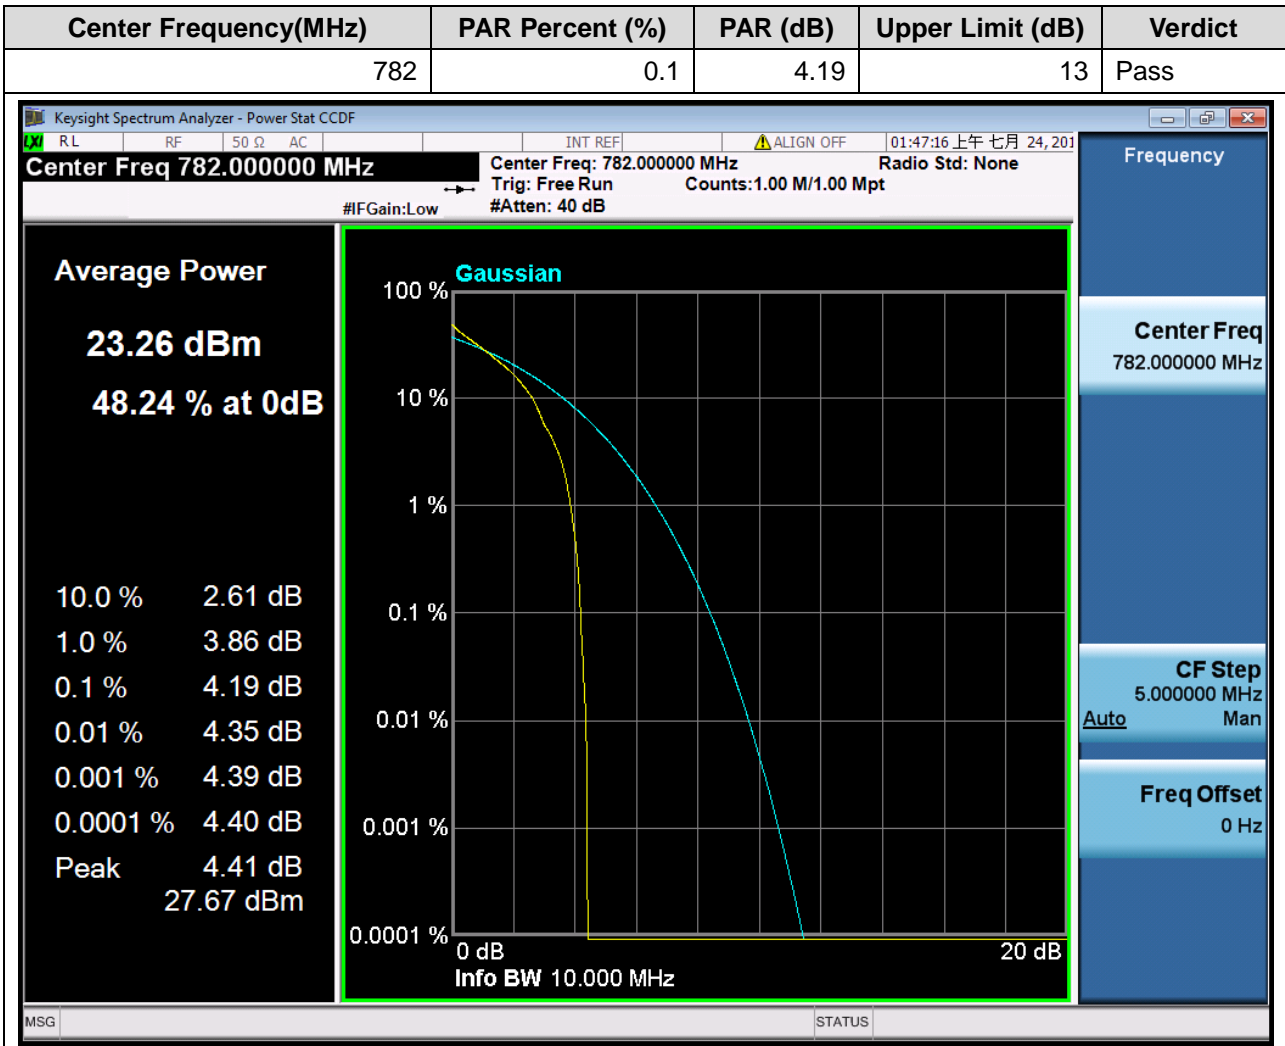 Center Frequency(MHz) PAR Percent (%) PAR (dB) Upper Limit (dB) Verdict
782 0.1 4.19 13 Pass
Keysight Spectrum Analyzer - Power Stat CCDF
LXI RL RF 50 Ω AC INT REF ALIGN OFF 01:47:16 上午 七月 24, 201
Center Freq 782.000000 MHz
Center Freq: 782.000000 MHz Radio Std: None
Trig: Free Run Counts:1.00 M/1.00 Mpt
#IFGain:Low #Atten: 40 dB
Average Power
23.26 dBm
48.24 % at 0dB
10.0 % 2.61 dB
1.0 % 3.86 dB
0.1 % 4.19 dB
0.01 % 4.35 dB
0.001 % 4.39 dB
0.0001 % 4.40 dB
Peak 4.41 dB
27.67 dBm
Gaussian
100 %
10 %
1 %
0.1 %
0.01 %
0.001 %
0.0001 %
0 dB 20 dB
Info BW 10.000 MHz
Frequency
Center Freq
782.000000 MHz
CF Step
5.000000 MHz
Auto Man
Freq Offset
0 Hz
MSG STATUS